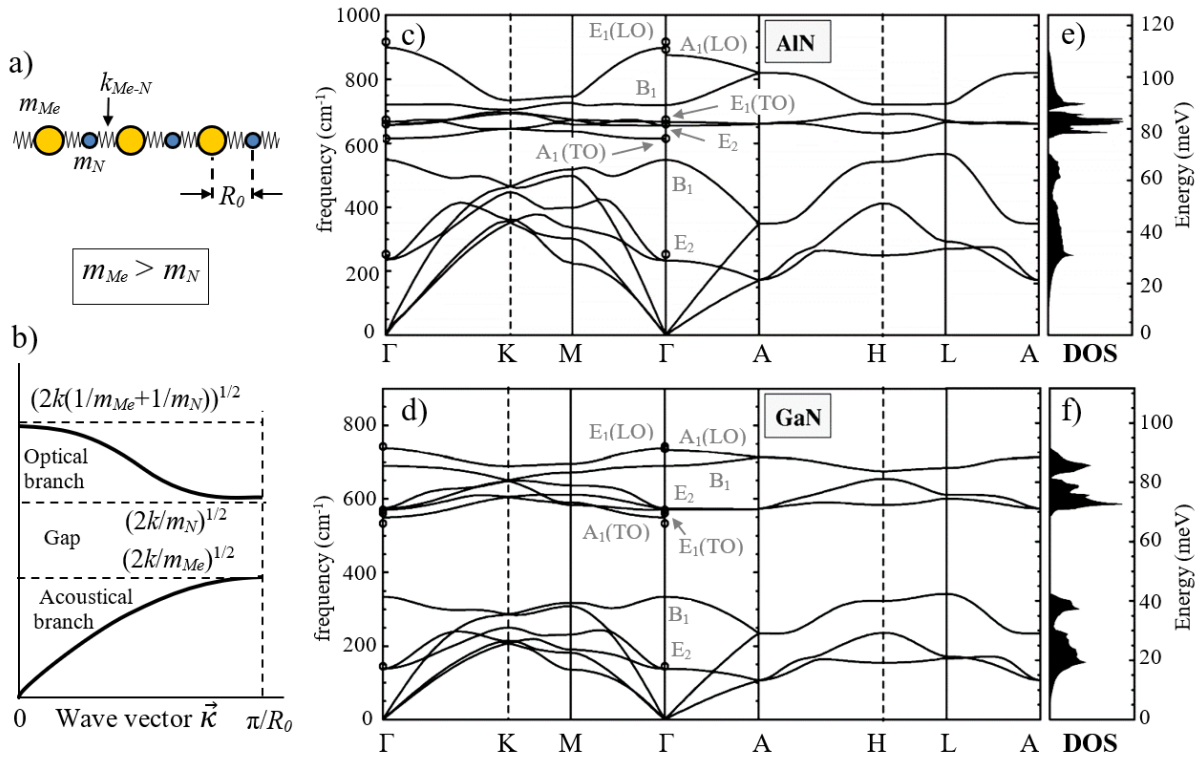 a)
m_Me
k_Me-N
m_N
R_0
m_Me > m_N
b)
(2k(1/m_Me+1/m_N))^1/2
Optical
branch
Gap
(2k/m_N)^1/2
(2k/m_Me)^1/2
Acoustical
branch
0
Wave vector κ⃗
π/R_0
c)
AlN
E₁(LO)
A₁(LO)
B₁
E₁(TO)
E₂
A₁(TO)
B₁
E₂
frequency (cm⁻¹)
1000
800
600
400
200
0
Γ K M Γ A H L A
e)
120
100
80
60
40
20
0
Energy (meV)
DOS
d)
GaN
E₁(LO)
A₁(LO)
B₁
E₂
A₁(TO)
E₁(TO)
B₁
E₂
frequency (cm⁻¹)
800
600
400
200
0
Γ K M Γ A H L A
f)
100
80
60
40
20
0
Energy (meV)
DOS